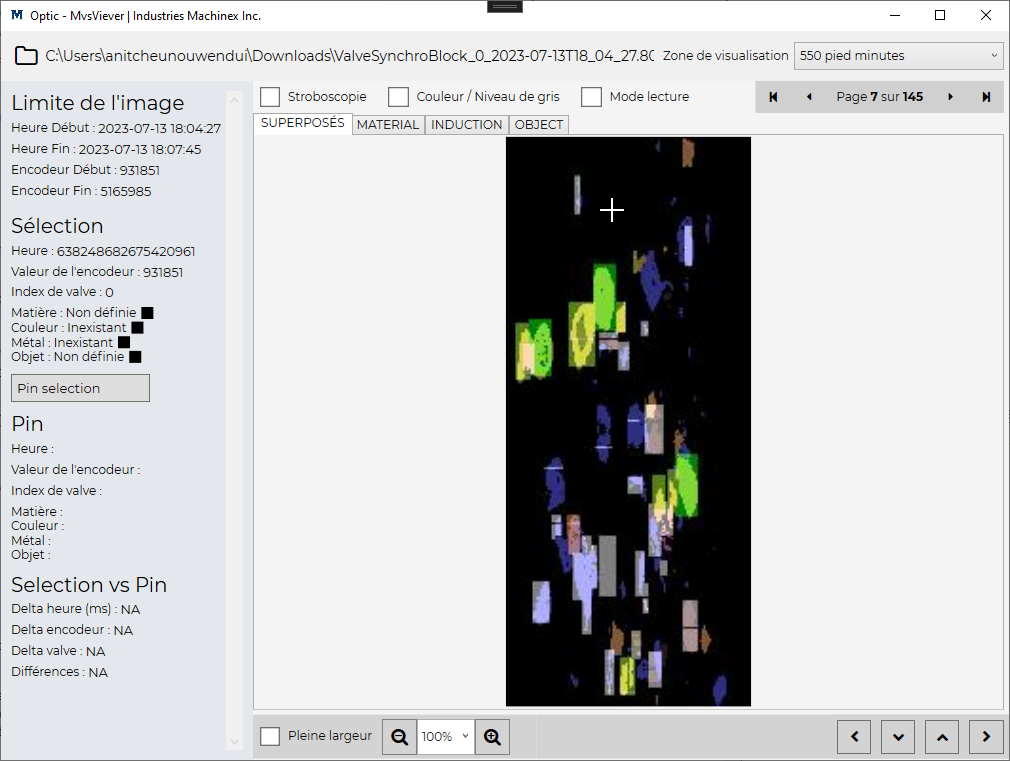 Optic - MvsViever | Industries Machinex Inc.
C:\Users\anitcheunouwendui\Downloads\ValveSynchroBlock_0_2023-07-13T18_04_27.80
Zone de visualisation
550 pied minutes
Limite de l'image
Heure Début : 2023-07-13 18:04:27
Heure Fin : 2023-07-13 18:07:45
Encodeur Début : 931851
Encodeur Fin : 5165985
Sélection
Heure : 638248682675420961
Valeur de l'encodeur : 931851
Index de valve : 0
Matière : Non définie
Couleur : Inexistant
Métal : Inexistant
Objet : Non définie
Pin selection
Pin
Heure :
Valeur de l'encodeur :
Index de valve :
Matière :
Couleur :
Métal :
Objet :
Selection vs Pin
Delta heure (ms) : NA
Delta encodeur : NA
Delta valve : NA
Différences : NA
Stroboscopie
Couleur / Niveau de gris
Mode lecture
Page 7 sur 145
SUPERPOSÉS
MATERIAL
INDUCTION
OBJECT
Pleine largeur
100%